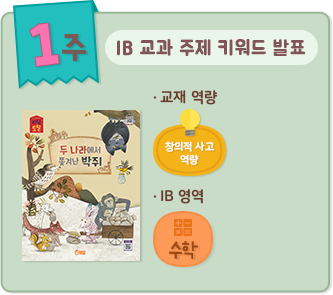 1주
IB 교과 주제 키워드 발표
· 교재 역량
창의적 사고
역량
· IB 영역
수학
두 나라에서
쫓겨난 박쥐